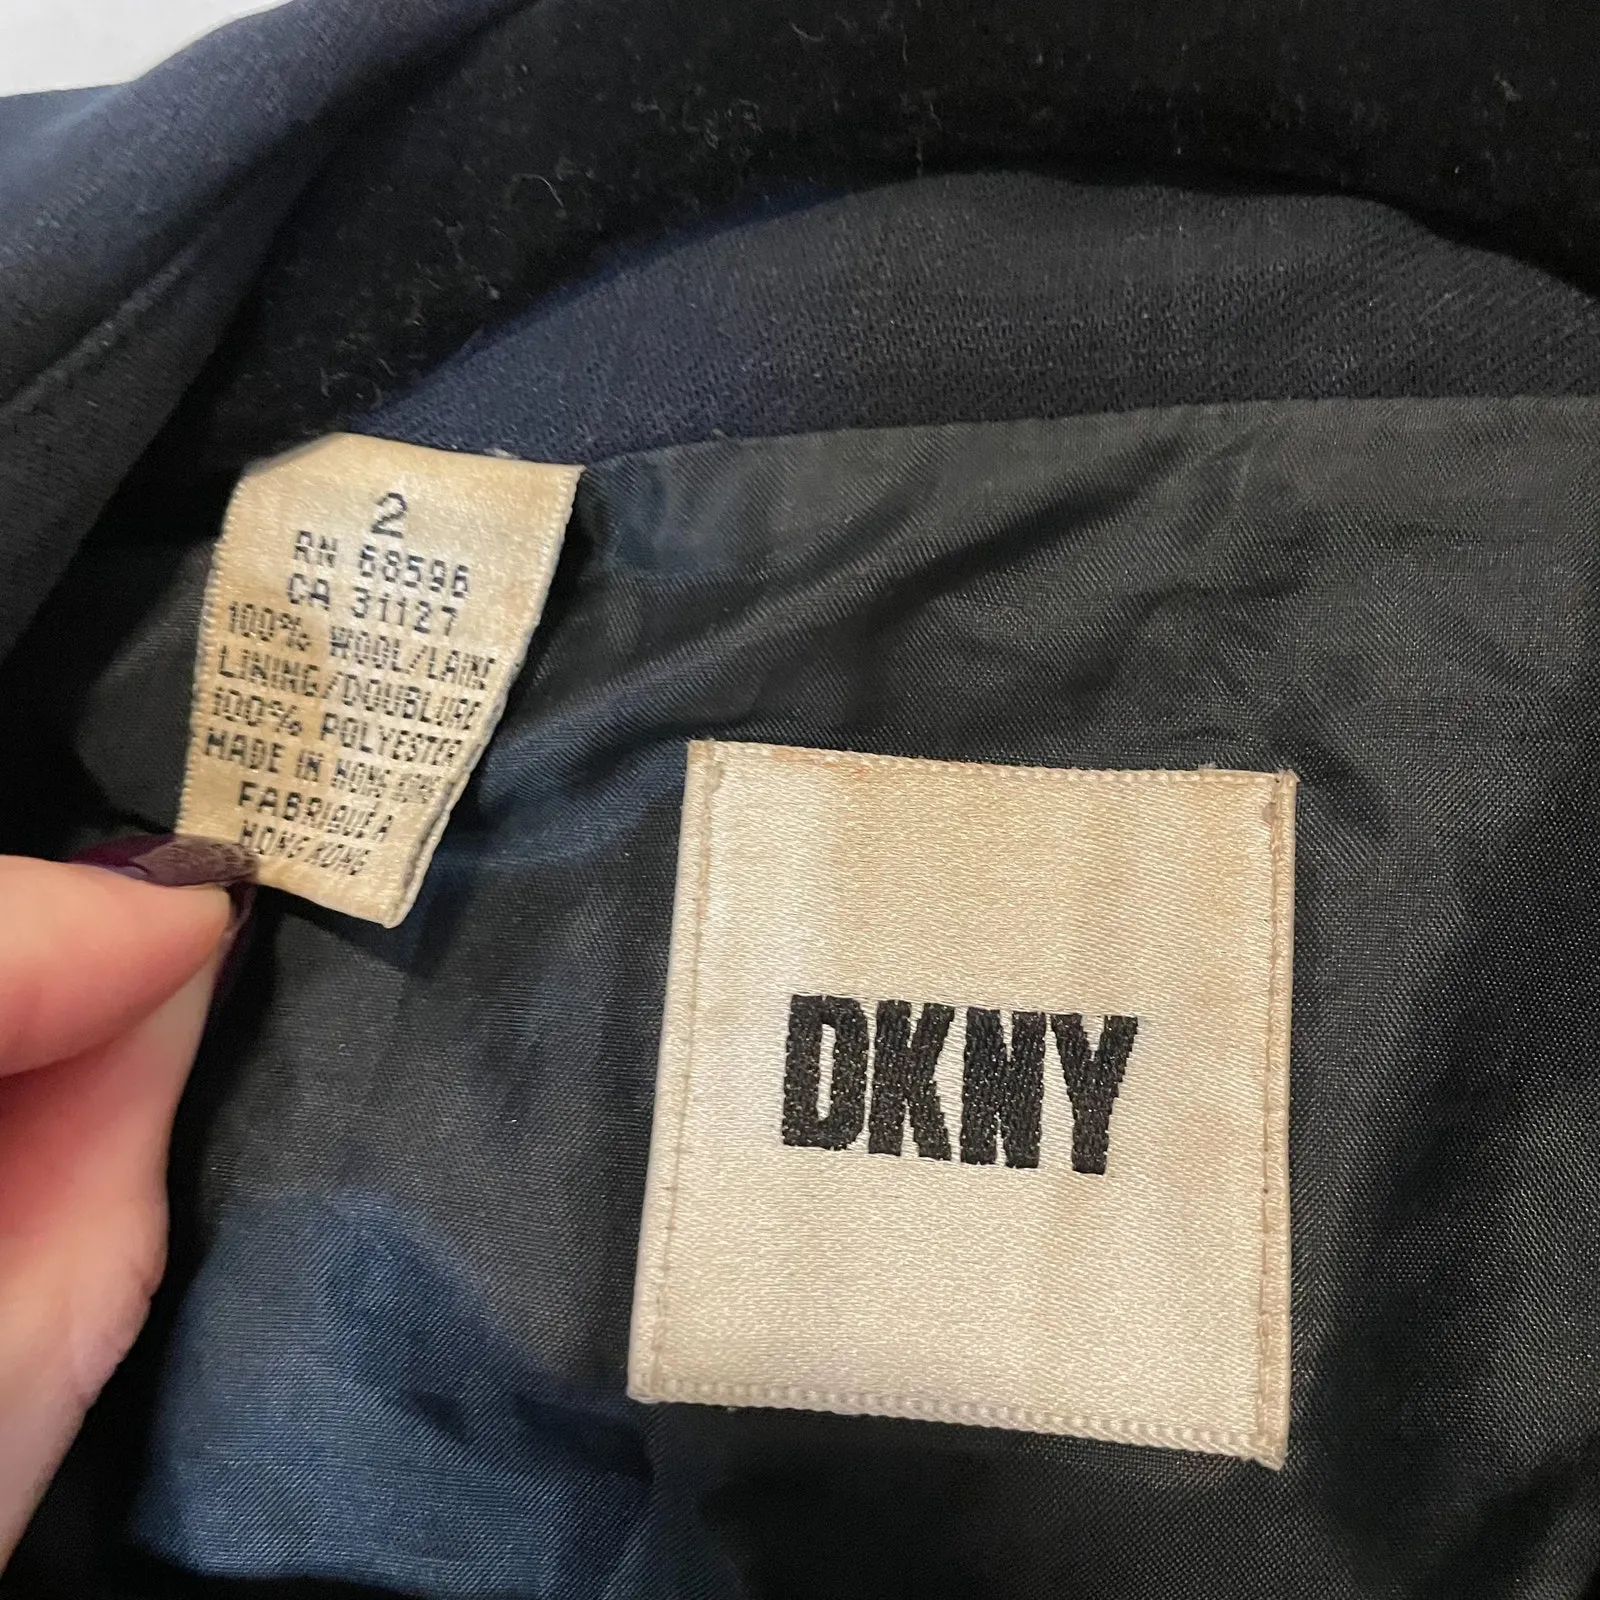 2
RN 68596
CA 31127
100% WOOL/LAINE
LINING/DOUBLURE
100% POLYESTER
MADE IN HONG KONG
FABRIQUÉ A
HONG KONG
DKNY